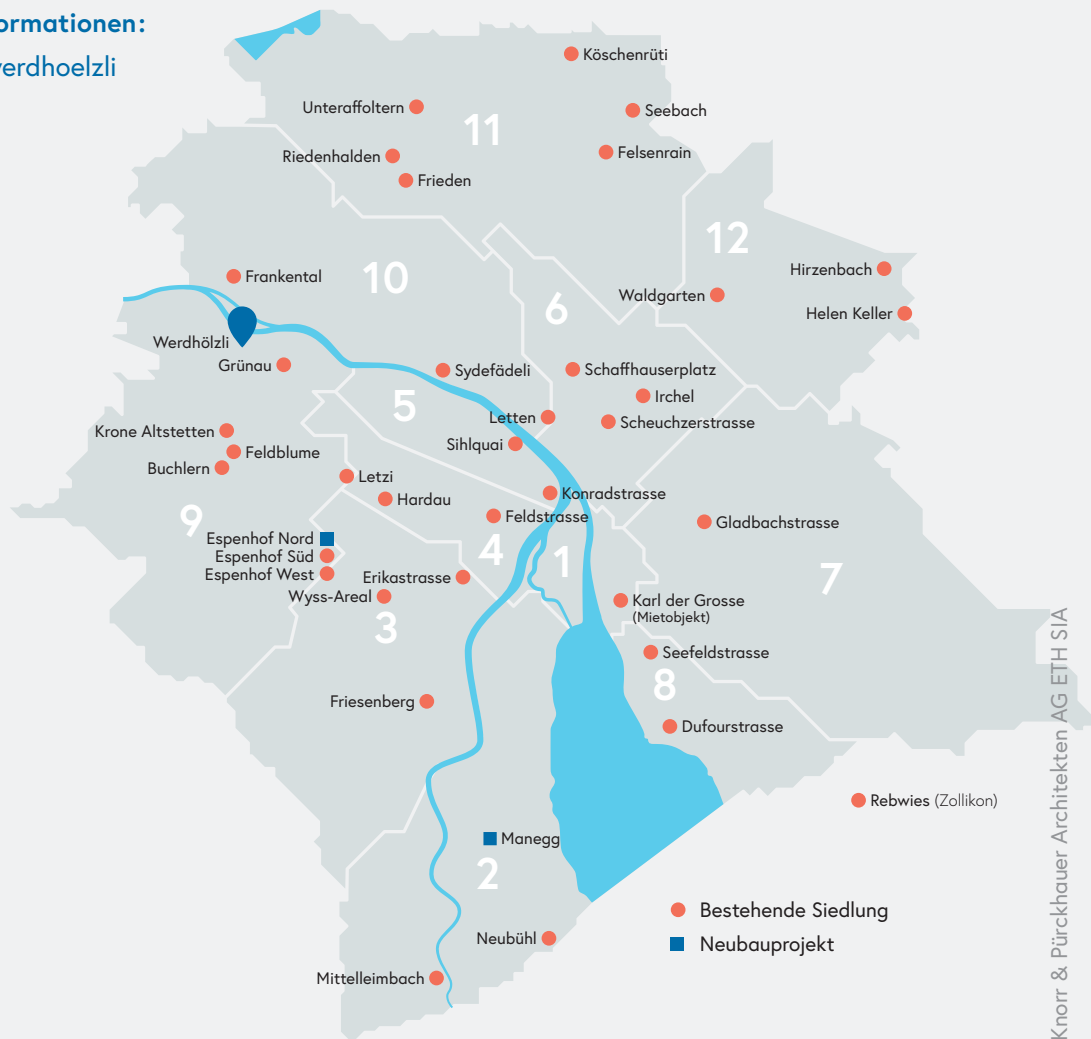 ormationen:
verdhoelzli
Köschenrüti
Unteraffoltern
Seebach
11
Riedenhalden
Felsenrain
Frieden
12
Frankental
10
Hirzenbach
Waldgarten
6
Helen Keller
Werdhölzli
Grünau
Sydefädeli
Schaffhauserplatz
5
Irchel
Letten
Scheuchzerstrasse
Krone Altstetten
Sihlquai
Feldblume
Buchlern
Letzi
Hardau
Konradstrasse
9
Feldstrasse
Gladbachstrasse
Espenhof Nord
Espenhof Süd
4
1
Espenhof West
Erikastrasse
7
Wyss-Areal
Karl der Grosse
(Mietobjekt)
3
Seefeldstrasse
8
Friesenberg
Dufourstrasse
Rebwies (Zollikon)
Manegg
2
Bestehende Siedlung
Neubühl
Neubauprojekt
Mittelleimbach
Knorr & Pürckhauer Architekten AG ETH SIA